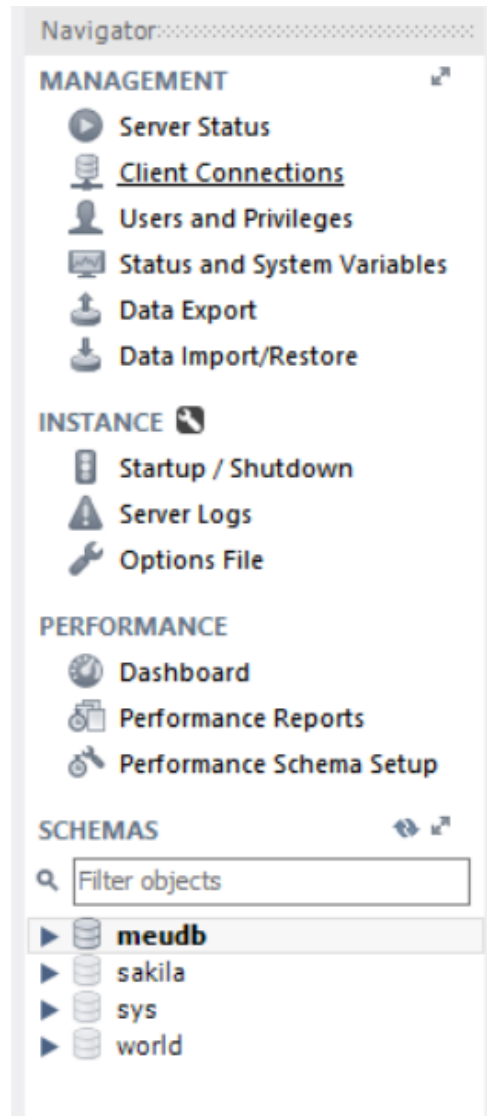 Navigator
MANAGEMENT
Server Status
Client Connections
Users and Privileges
Status and System Variables
Data Export
Data Import/Restore
INSTANCE
Startup / Shutdown
Server Logs
Options File
PERFORMANCE
Dashboard
Performance Reports
Performance Schema Setup
SCHEMAS
Filter objects
meudb
sakila
sys
world